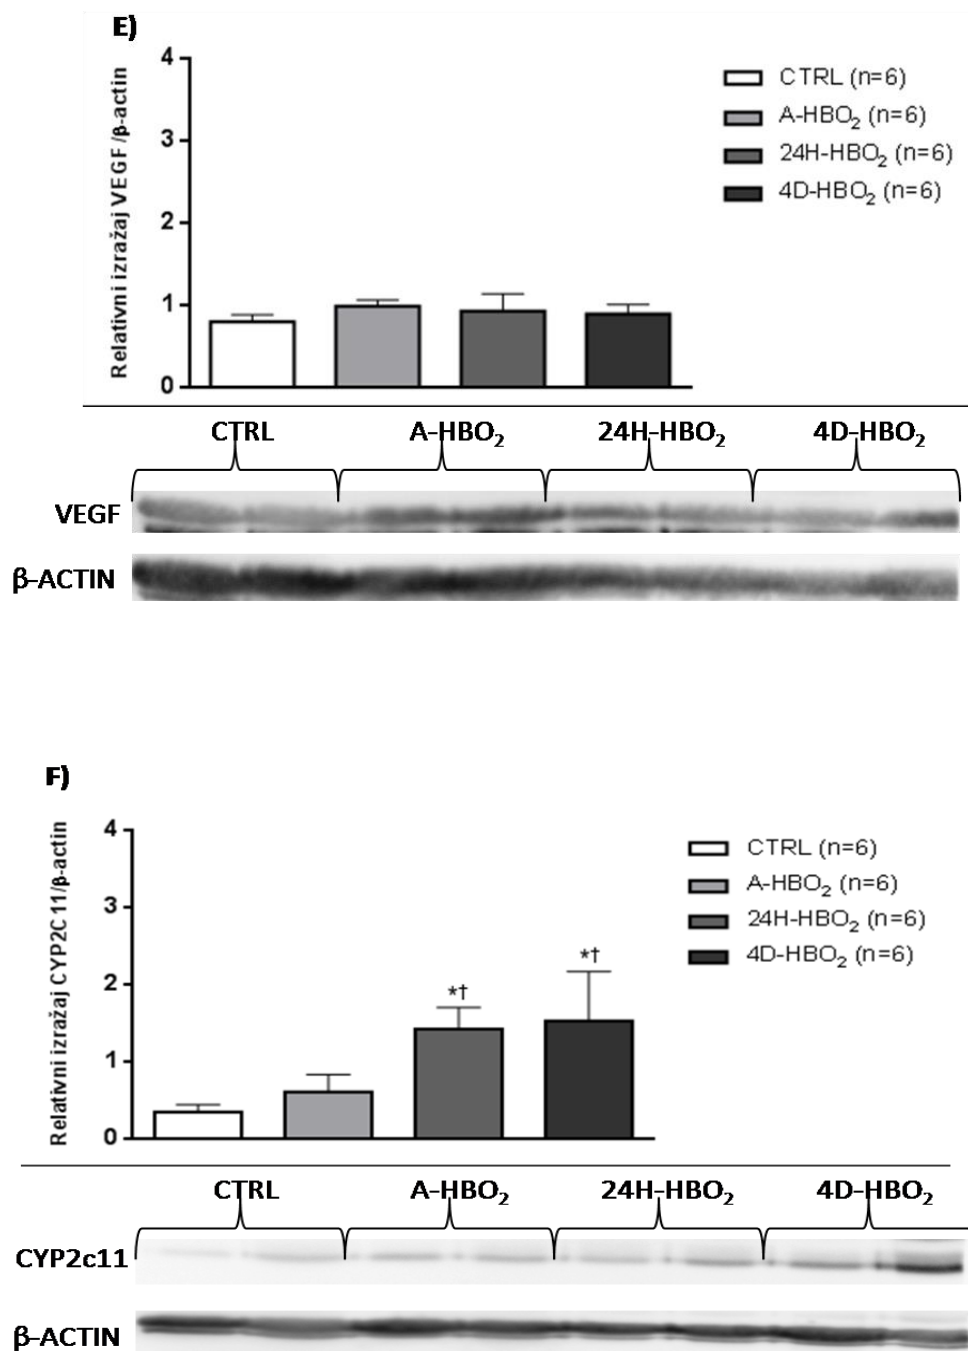 E)
Relativni izražaj VEGF/β-actin
4
3
2
1
0
CTRL (n=6)
A-HBO₂ (n=6)
24H-HBO₂ (n=6)
4D-HBO₂ (n=6)
CTRL A-HBO₂ 24H-HBO₂ 4D-HBO₂
VEGF
β-ACTIN
F)
Relativni izražaj CYP2C11/β-actin
4
3
2
1
0
*†
*†
CTRL (n=6)
A-HBO₂ (n=6)
24H-HBO₂ (n=6)
4D-HBO₂ (n=6)
CTRL A-HBO₂ 24H-HBO₂ 4D-HBO₂
CYP2c11
β-ACTIN